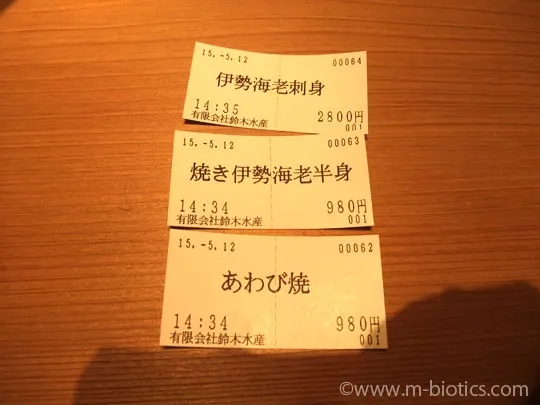 15.-5.12 00064
伊勢海老刺身
14:35 2800円
有限会社鈴木水産 001
15.-5.12 00063
焼き伊勢海老半身
14:34 980円
有限会社鈴木水産 001
15.-5.12 00062
あわび焼
14:34 980円
有限会社鈴木水産 001
©www.m-biotics.com